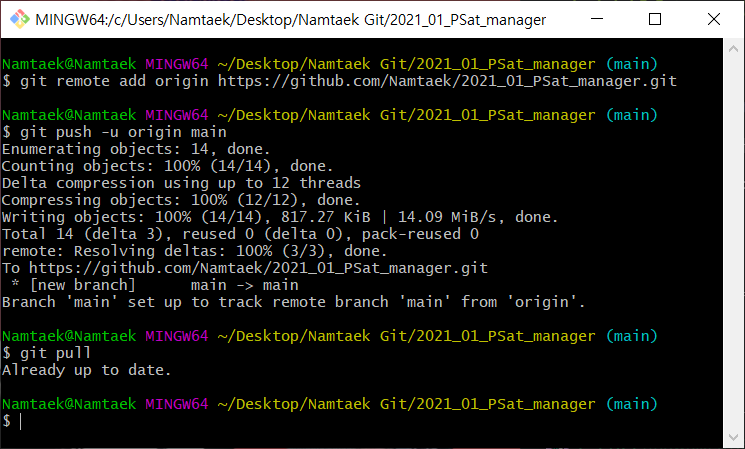 MINGW64:/c/Users/Namtaek/Desktop/Namtaek Git/2021_01_PSat_manager
Namtaek@Namtaek MINGW64 ~/Desktop/Namtaek Git/2021_01_PSat_manager (main)
$ git remote add origin https://github.com/Namtaek/2021_01_PSat_manager.git
Namtaek@Namtaek MINGW64 ~/Desktop/Namtaek Git/2021_01_PSat_manager (main)
$ git push -u origin main
Enumerating objects: 14, done.
Counting objects: 100% (14/14), done.
Delta compression using up to 12 threads
Compressing objects: 100% (12/12), done.
Writing objects: 100% (14/14), 817.27 KiB | 14.09 MiB/s, done.
Total 14 (delta 3), reused 0 (delta 0), pack-reused 0
remote: Resolving deltas: 100% (3/3), done.
To https://github.com/Namtaek/2021_01_PSat_manager.git
 * [new branch]      main -> main
Branch 'main' set up to track remote branch 'main' from 'origin'.
Namtaek@Namtaek MINGW64 ~/Desktop/Namtaek Git/2021_01_PSat_manager (main)
$ git pull
Already up to date.
Namtaek@Namtaek MINGW64 ~/Desktop/Namtaek Git/2021_01_PSat_manager (main)
$